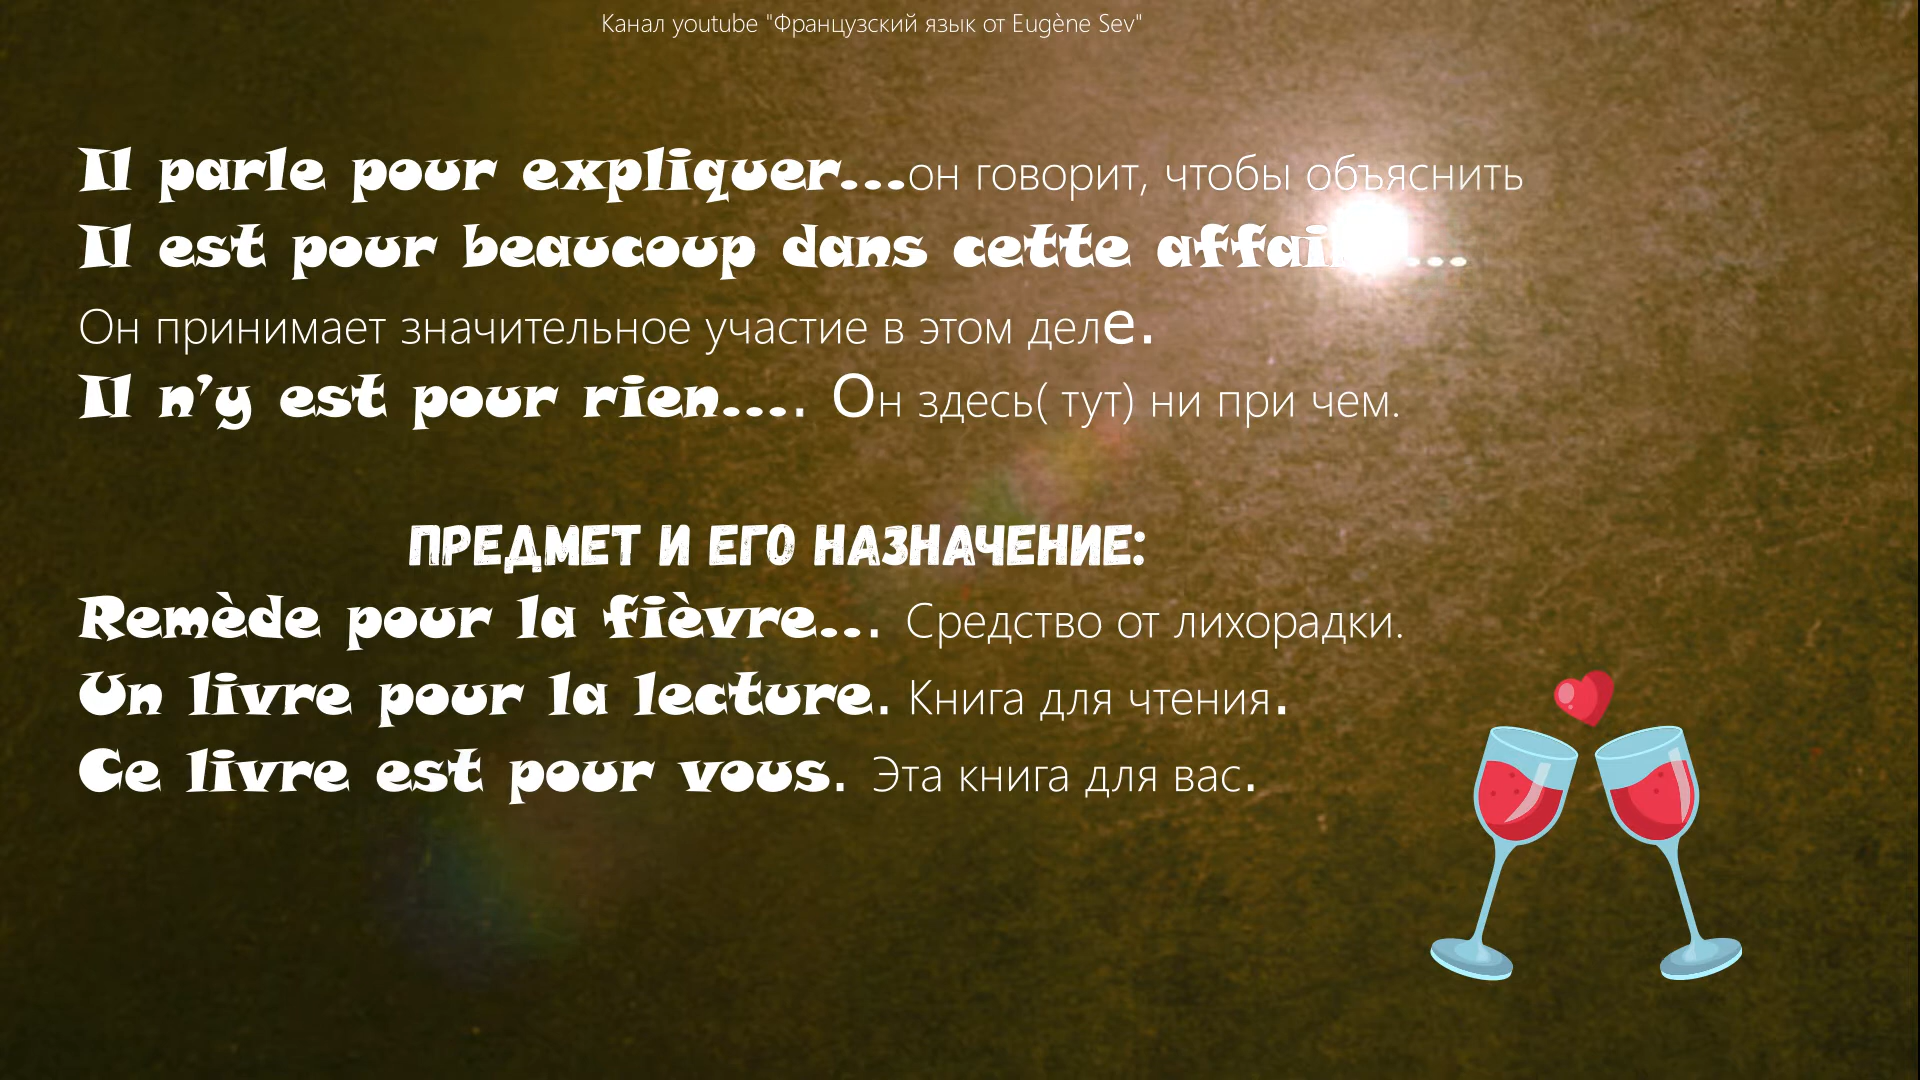 Канал youtube "Французский язык от Eugène Sev"
Il parle pour expliquer...он говорит, чтобы объяснить
Il est pour beaucoup dans cette affaire...
Он принимает значительное участие в этом деле.
Il n’y est pour rien.... Он здесь( тут) ни при чем.
ПРЕДМЕТ И ЕГО НАЗНАЧЕНИЕ:
Remède pour la fièvre... Средство от лихорадки.
Un livre pour la lecture. Книга для чтения.
Ce livre est pour vous. Эта книга для вас.